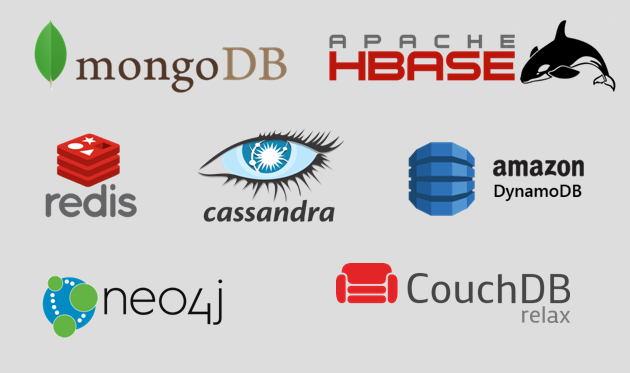 mongoDB
APACHE
HBASE
redis
cassandra
amazon
DynamoDB
neo4j
CouchDB
relax